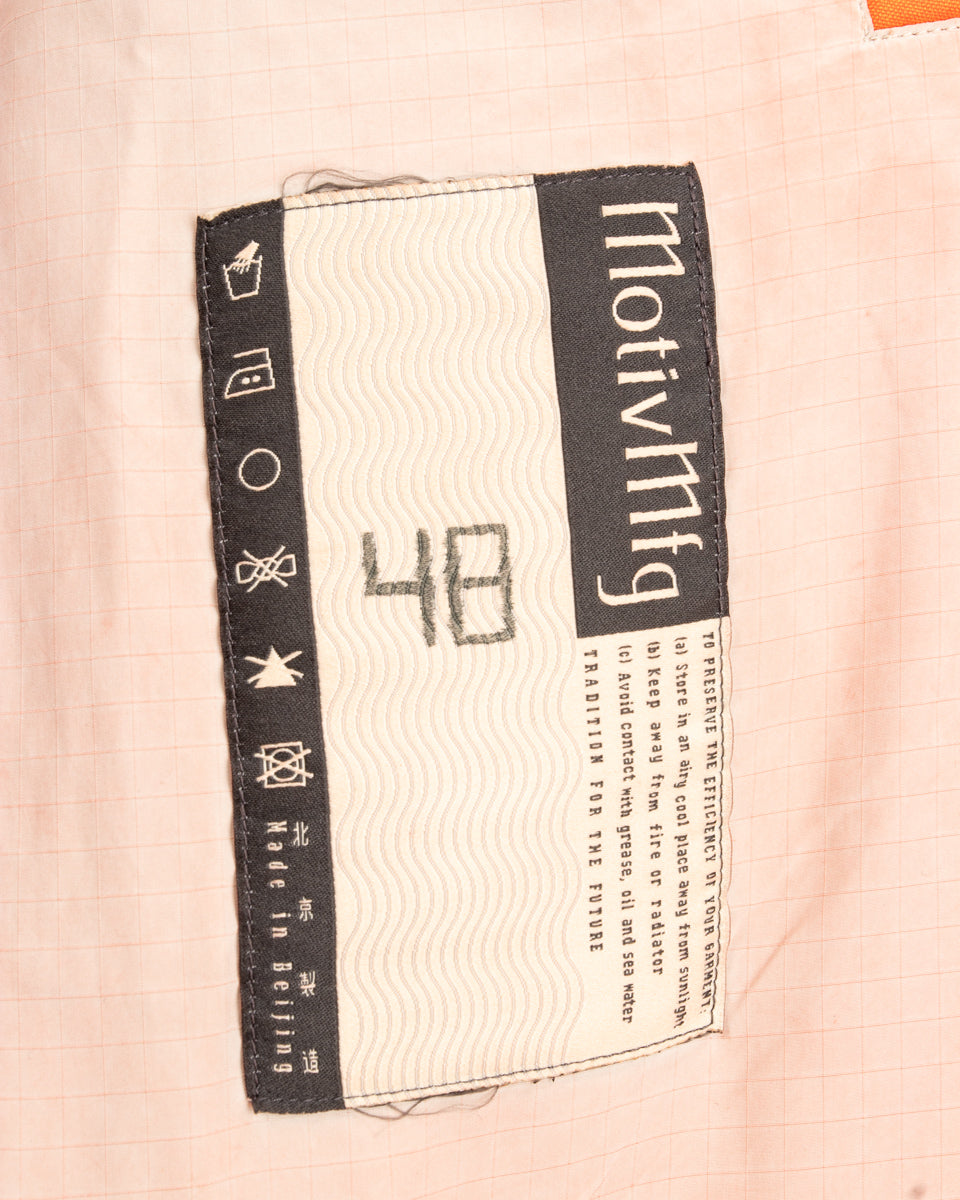 MotivMfg
TO PRESERVE THE EFFICIENCY OF YOUR GARMENT:
(a) Store in an airy cool place away from sunlight
(b) Keep away from fire or radiator
(c) Avoid contact with grease, oil and sea water
TRADITION FOR THE FUTURE
48
北京製造
Made in Beijing